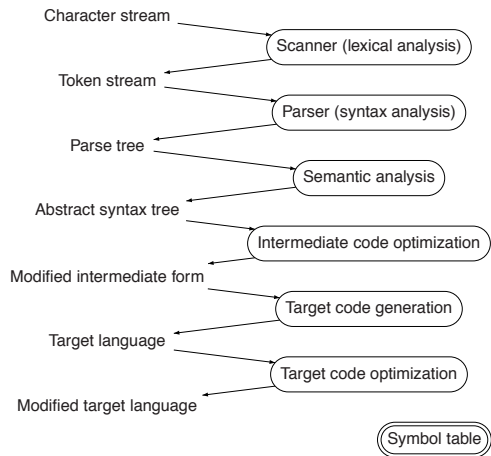 Character stream
Scanner (lexical analysis)
Token stream
Parser (syntax analysis)
Parse tree
Semantic analysis
Abstract syntax tree
Intermediate code optimization
Modified intermediate form
Target code generation
Target language
Target code optimization
Modified target language
Symbol table